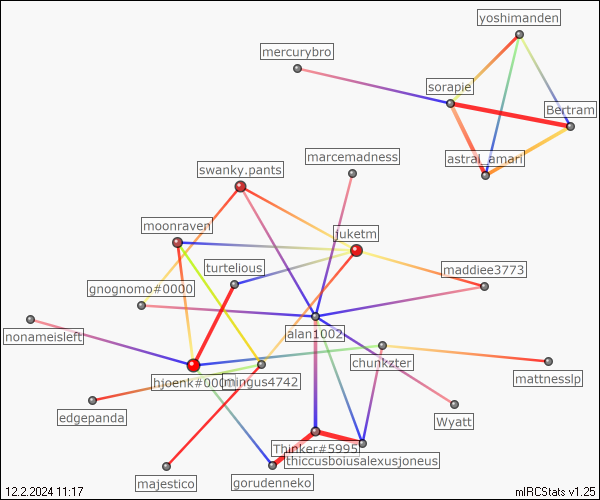 yoshimanden
mercurybro
sorapie
Bertram
marcemadness
astral_amari
swanky.pants
moonraven
juketm
turtelious
maddiee3773
gnognomo#0000
nonameisleft
alan1002
chunkzter
hjoenk#0000
mingus4742
mattnesslp
edgepanda
Wyatt
Thinker#5995
thiccusboiusalexusjoneus
majestico
gorudenneko
12.2.2024 11:17
mIRCStats v1.25